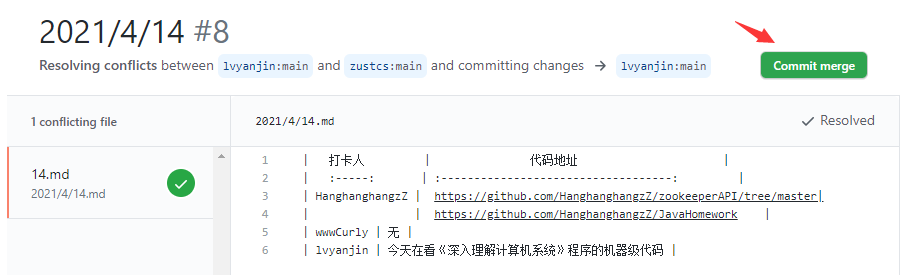 2021/4/14 #8
Resolving conflicts between lvyanjin:main and zustcs:main and committing changes → lvyanjin:main
Commit merge
1 conflicting file
2021/4/14.md
✓ Resolved
14.md
2021/4/14.md
1 | 打卡人 | 代码地址 |
2 | :-----: | :---------------------------------: |
3 | HanghanghangzZ | https://github.com/HanghanghangzZ/zookeeperAPI/tree/master|
4 | | https://github.com/HanghanghangzZ/JavaHomework |
5 | wwwCurly | 无 |
6 | lvyanjin | 今天在看《深入理解计算机系统》程序的机器级代码 |